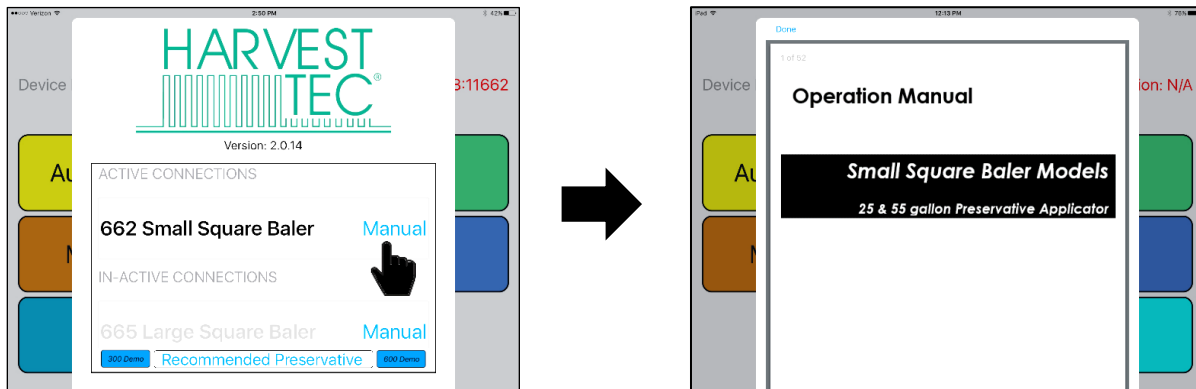 Verizon 2:50 PM 42%
HARVEST
TEC®
Version: 2.0.14
Device
3:11662
ACTIVE CONNECTIONS
662 Small Square Baler Manual
IN-ACTIVE CONNECTIONS
665 Large Square Baler Manual
300 Demo Recommended Preservative 600 Demo
Au
iPad 12:13 PM 76%
Done
1 of 52
Operation Manual
Device
ion: N/A
Small Square Baler Models
25 & 55 gallon Preservative Applicator
Au